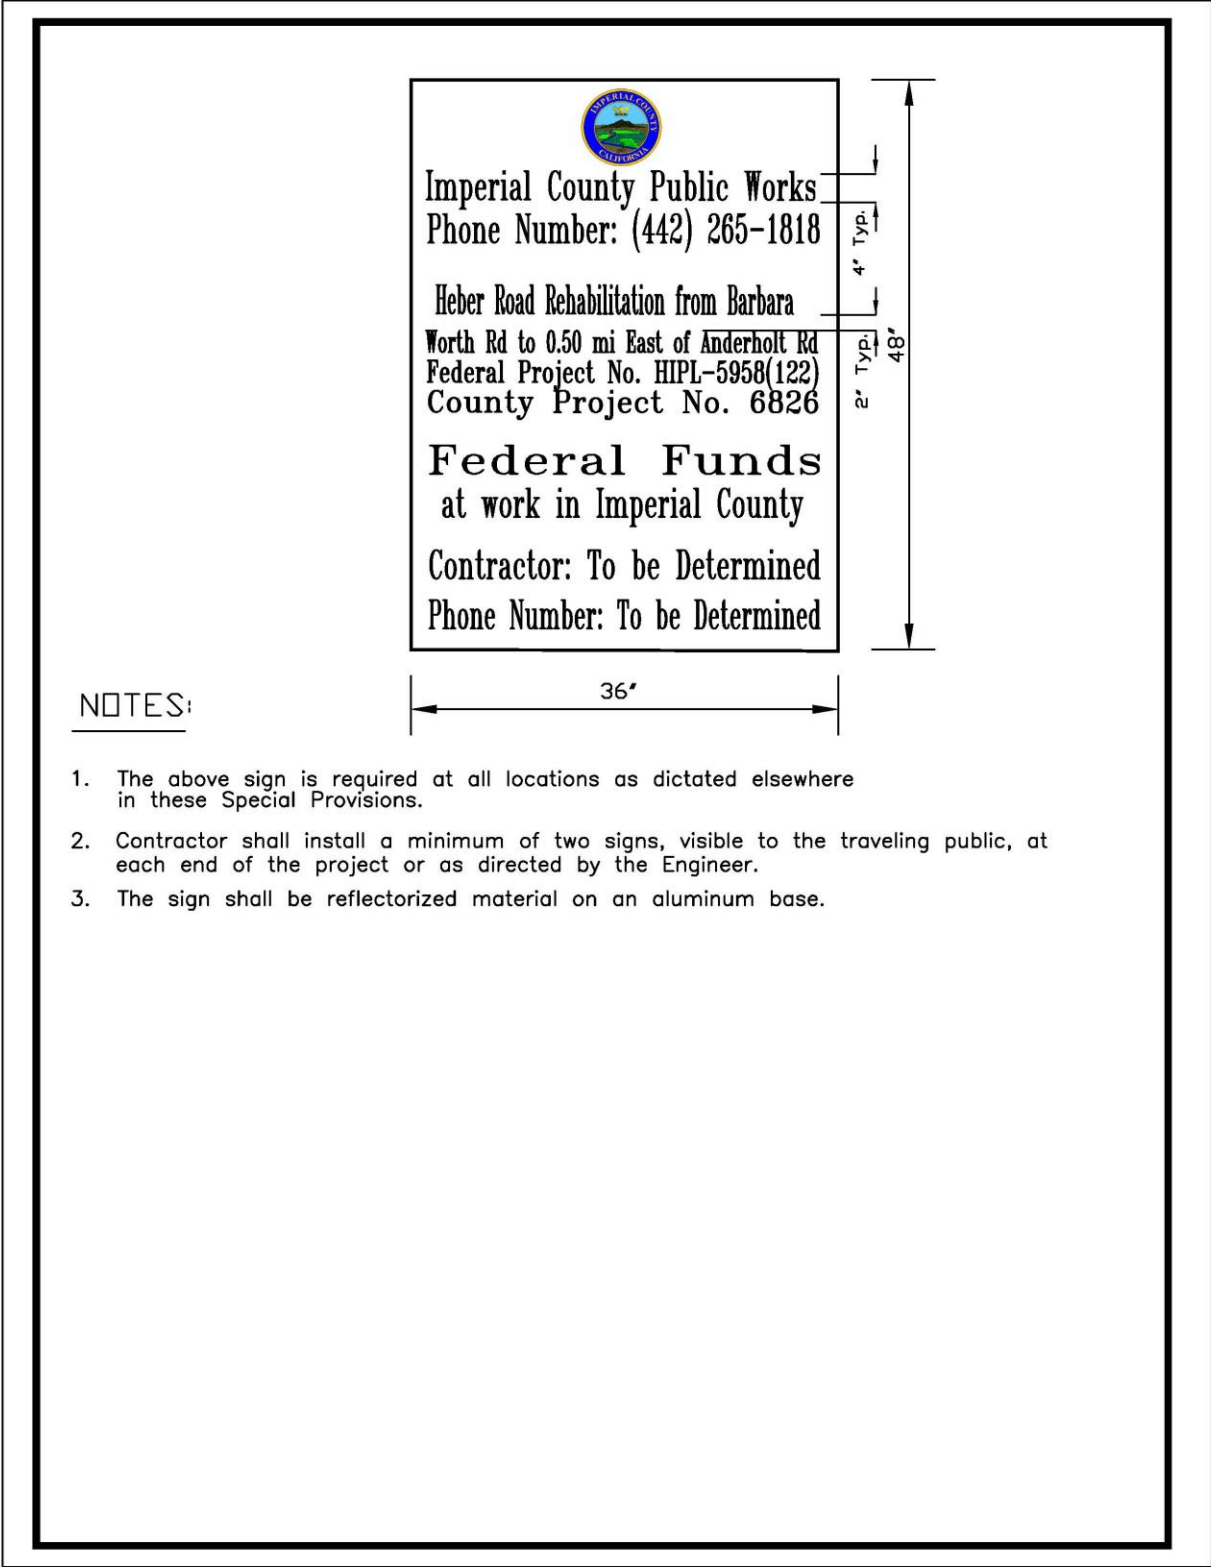 IMPERIAL COUNTY
CALIFORNIA
Imperial County Public Works
Phone Number: (442) 265-1818
Heber Road Rehabilitation from Barbara
Worth Rd to 0.50 mi East of Anderholt Rd
Federal Project No. HIPL-5958(122)
County Project No. 6826
Federal Funds
at work in Imperial County
Contractor: To be Determined
Phone Number: To be Determined
4" Typ.
2" Typ.
48"
36"
NOTES:
1. The above sign is required at all locations as dictated elsewhere
in these Special Provisions.
2. Contractor shall install a minimum of two signs, visible to the traveling public, at
each end of the project or as directed by the Engineer.
3. The sign shall be reflectorized material on an aluminum base.